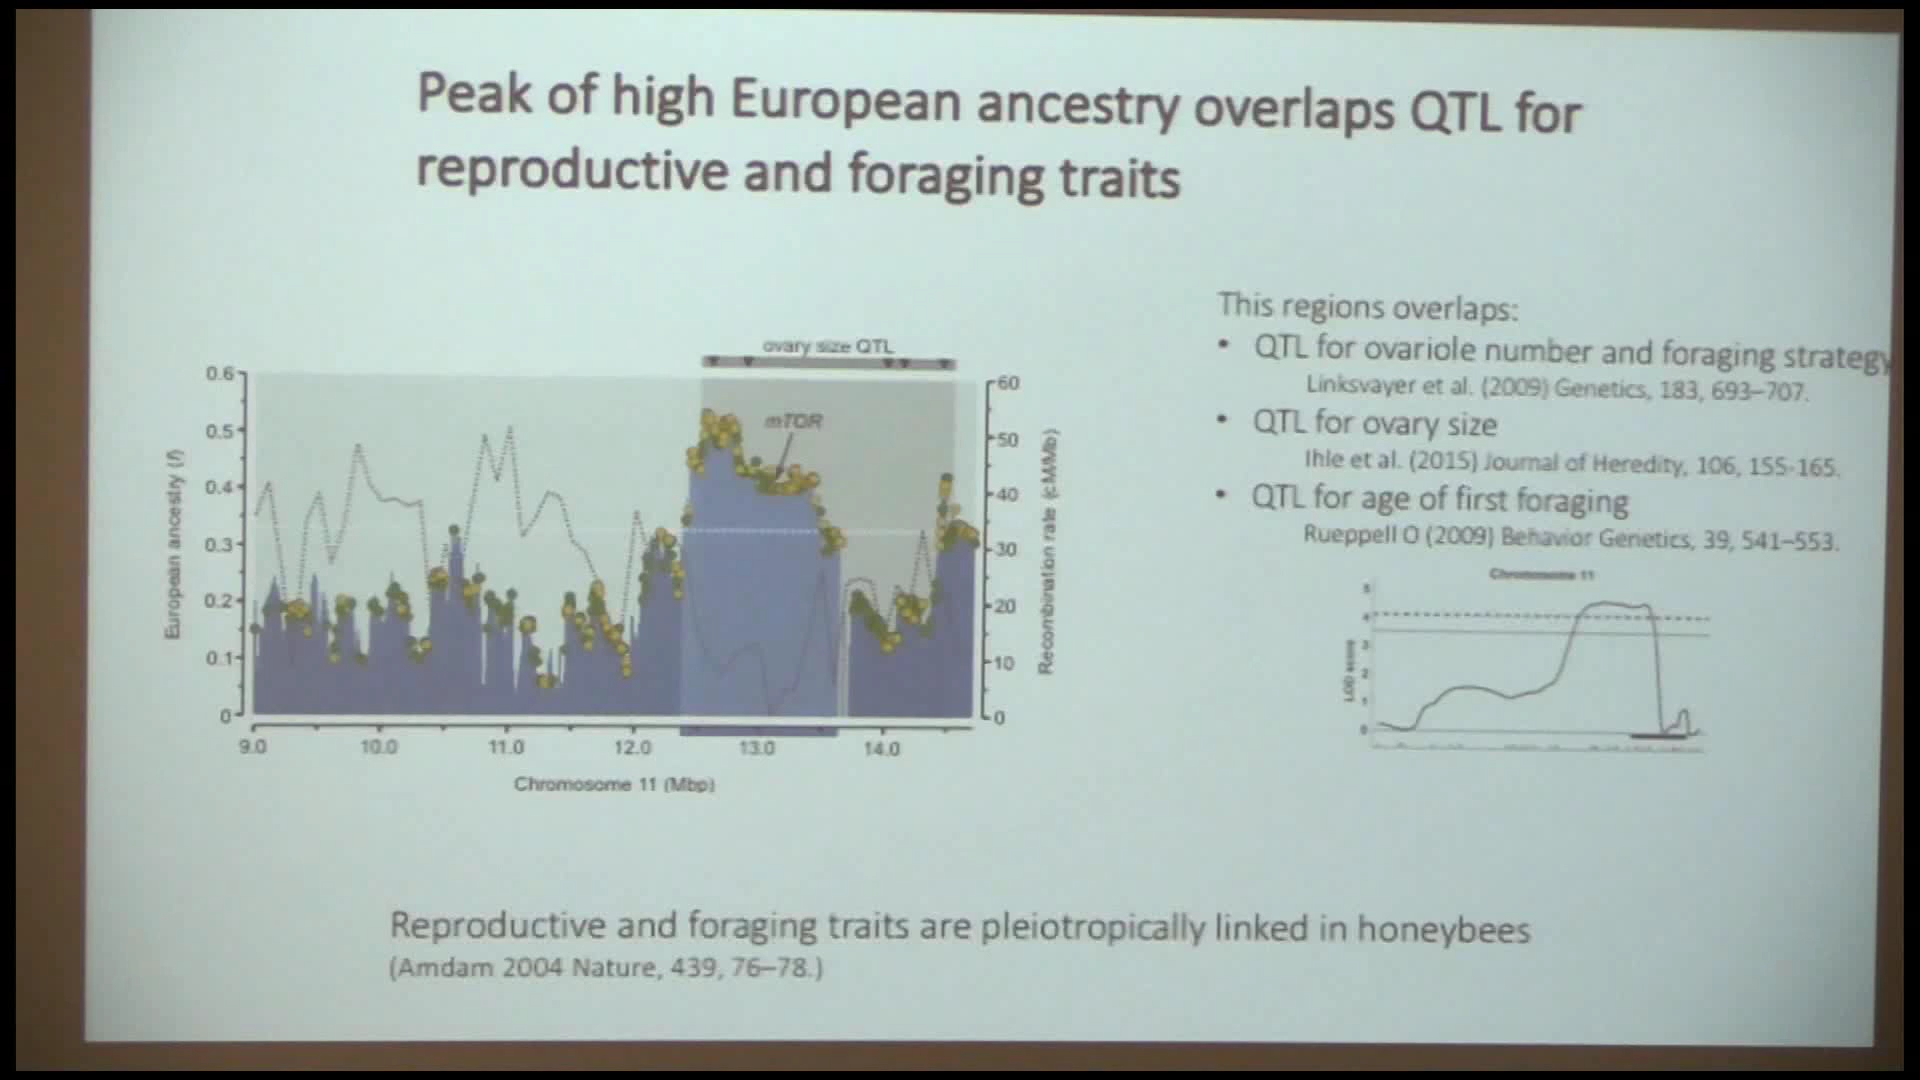 Peak of high European ancestry overlaps QTL for
reproductive and foraging traits
ovary size QTL
mTOR
0.6
0.5
0.4
0.3
0.2
0.1
0
European ancestry (f)
60
50
40
30
20
10
0
Recombination rate (cM/Mb)
9.0 10.0 11.0 12.0 13.0 14.0
Chromosome 11 (Mbp)
This regions overlaps:
• QTL for ovariole number and foraging strategy
Linksvayer et al. (2009) Genetics, 183, 693–707.
• QTL for ovary size
Ihle et al. (2015) Journal of Heredity, 106, 155-165.
• QTL for age of first foraging
Rueppell O (2009) Behavior Genetics, 39, 541–553.
Chromosome 11
5
4
3
2
1
0
LOD score
Reproductive and foraging traits are pleiotropically linked in honeybees
(Amdam 2004 Nature, 439, 76–78.)